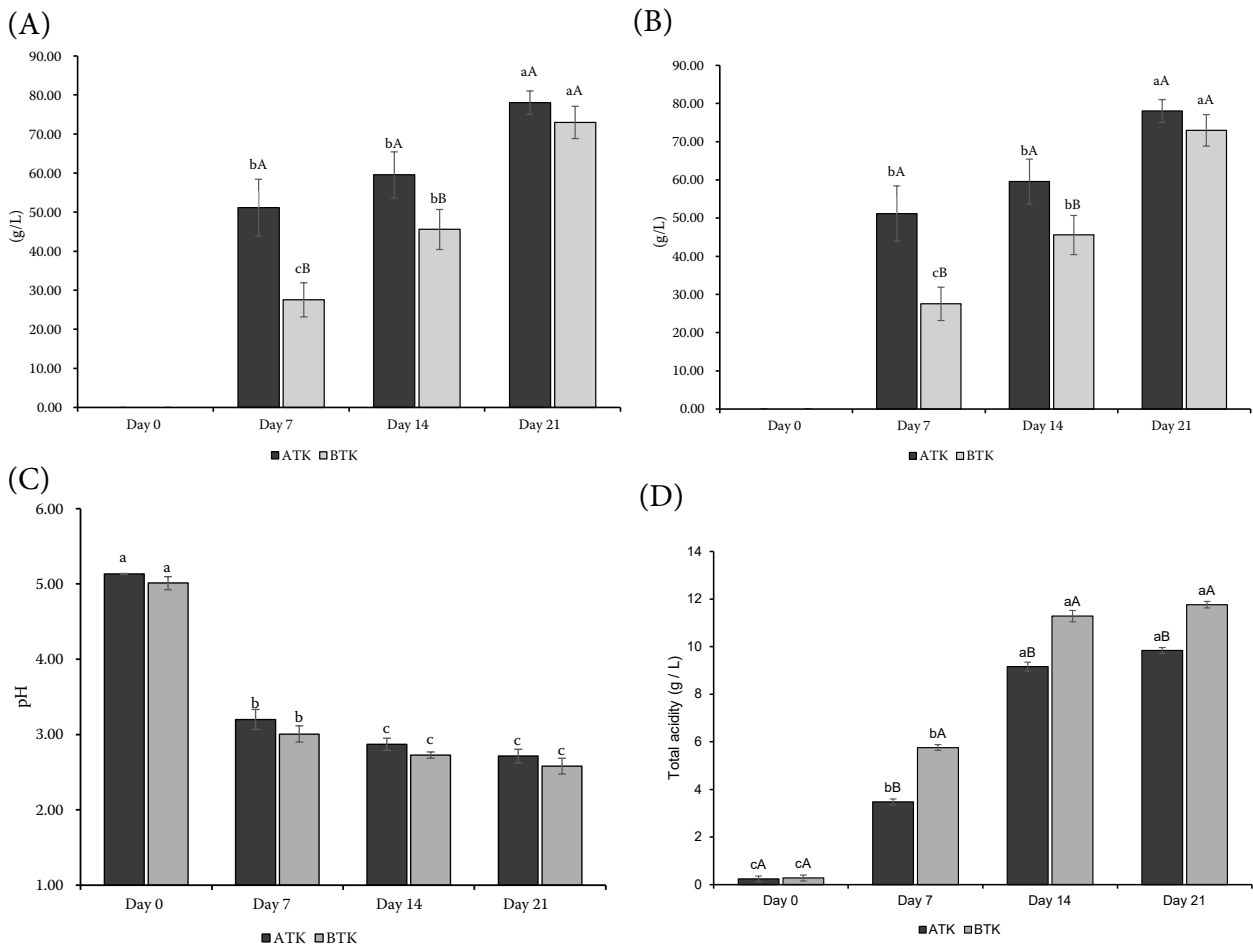 (A)
(g/L)
90.00
80.00
70.00
60.00
50.00
40.00
30.00
20.00
10.00
0.00
bA
cB
bA
bB
aA
aA
Day 0 Day 7 Day 14 Day 21
ATK BTK
(B)
(g/L)
90.00
80.00
70.00
60.00
50.00
40.00
30.00
20.00
10.00
0.00
bA
cB
bA
bB
aA
aA
Day 0 Day 7 Day 14 Day 21
ATK BTK
(C)
pH
6.00
5.00
4.00
3.00
2.00
1.00
a
a
b
b
c
c
c
c
Day 0 Day 7 Day 14 Day 21
ATK BTK
(D)
Total acidity (g / L)
14
12
10
8
6
4
2
0
cA
cA
bB
bA
aB
aA
aB
aA
Day 0 Day 7 Day 14 Day 21
ATK BTK